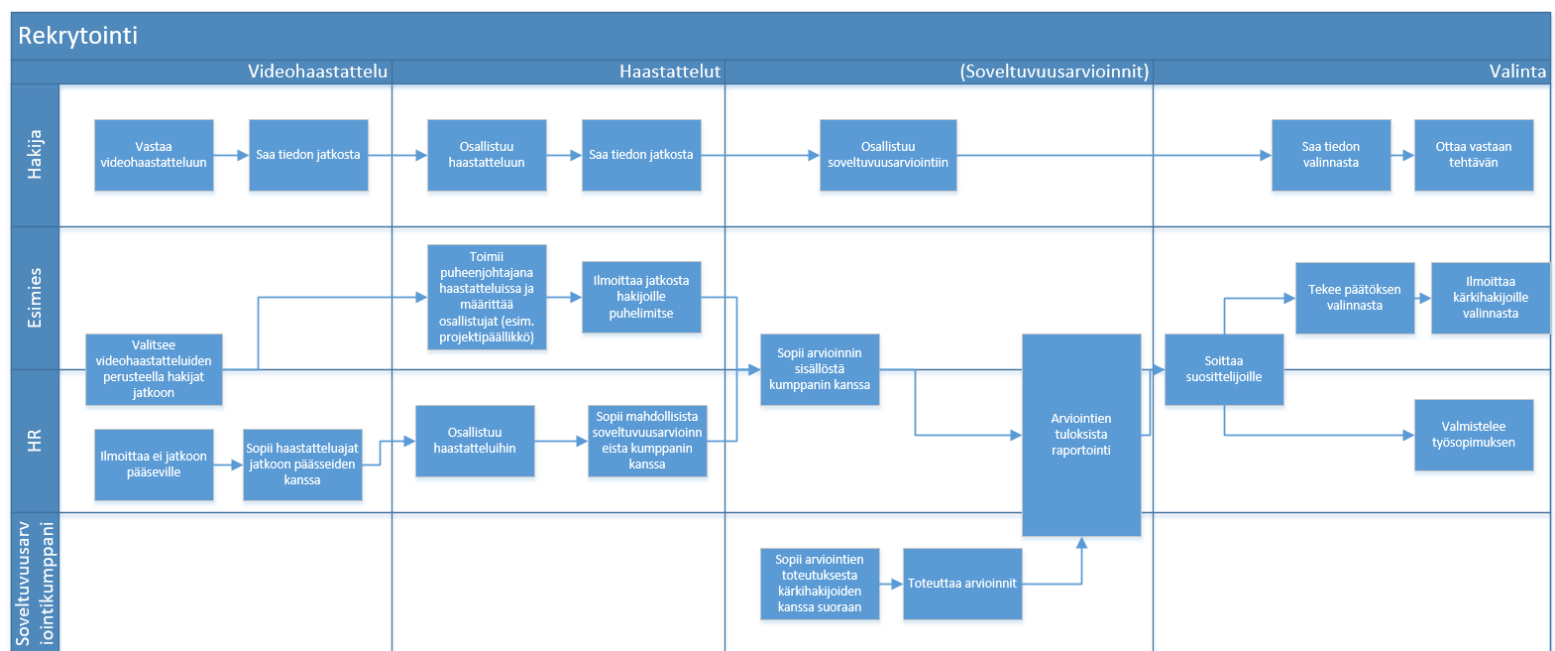 Rekrytointi
Videohaastattelu
Haastattelut
(Soveltuvuusarvioinnit)
Valinta
Hakija
Vastaa
videohaastatteluun
Saa tiedon jatkosta
Osallistuu
haastatteluun
Saa tiedon jatkosta
Osallistuu
soveltuvuusarviointiin
Saa tiedon
valinnasta
Ottaa vastaan
tehtävän
Esimies
Valitsee
videohaastatteluiden
perusteella hakijat
jatkoon
Toimii
puheenjohtajana
haastatteluissa ja
määrittää
osallistujat (esim.
projektipäällikkö)
Ilmoittaa jatkosta
hakijoille
puhelimitse
Sopii arvioinnin
sisällöstä
kumppanin kanssa
Arviointien
tuloksista
raportointi
Soittaa
suosittelijoille
Tekee päätöksen
valinnasta
Ilmoittaa
kärkihakijoille
valinnasta
HR
Ilmoittaa ei jatkoon
pääseville
Sopii haastatteluajat
jatkoon päässeiden
kanssa
Osallistuu
haastatteluihin
Sopii mahdollisista
soveltuvuusarvioinn
eista kumppanin
kanssa
Valmistelee
työsopimuksen
Soveltuvuusarv
iointikumppani
Sopii arviointien
toteutuksesta
kärkihakijoiden
kanssa suoraan
Toteuttaa arvioinnit